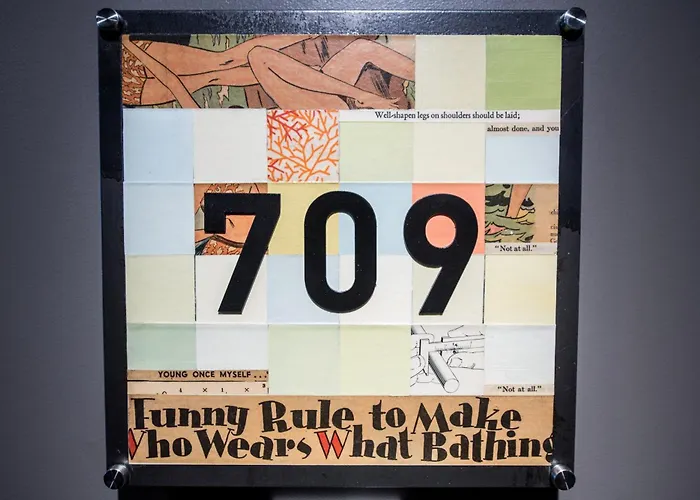 Well-shapen legs on shoulders should be laid;
almost done, and you
709
"Not at all."
YOUNG ONCE MYSELF...
"Not at all."
Funny Rule to Make
Who Wears What Bathing